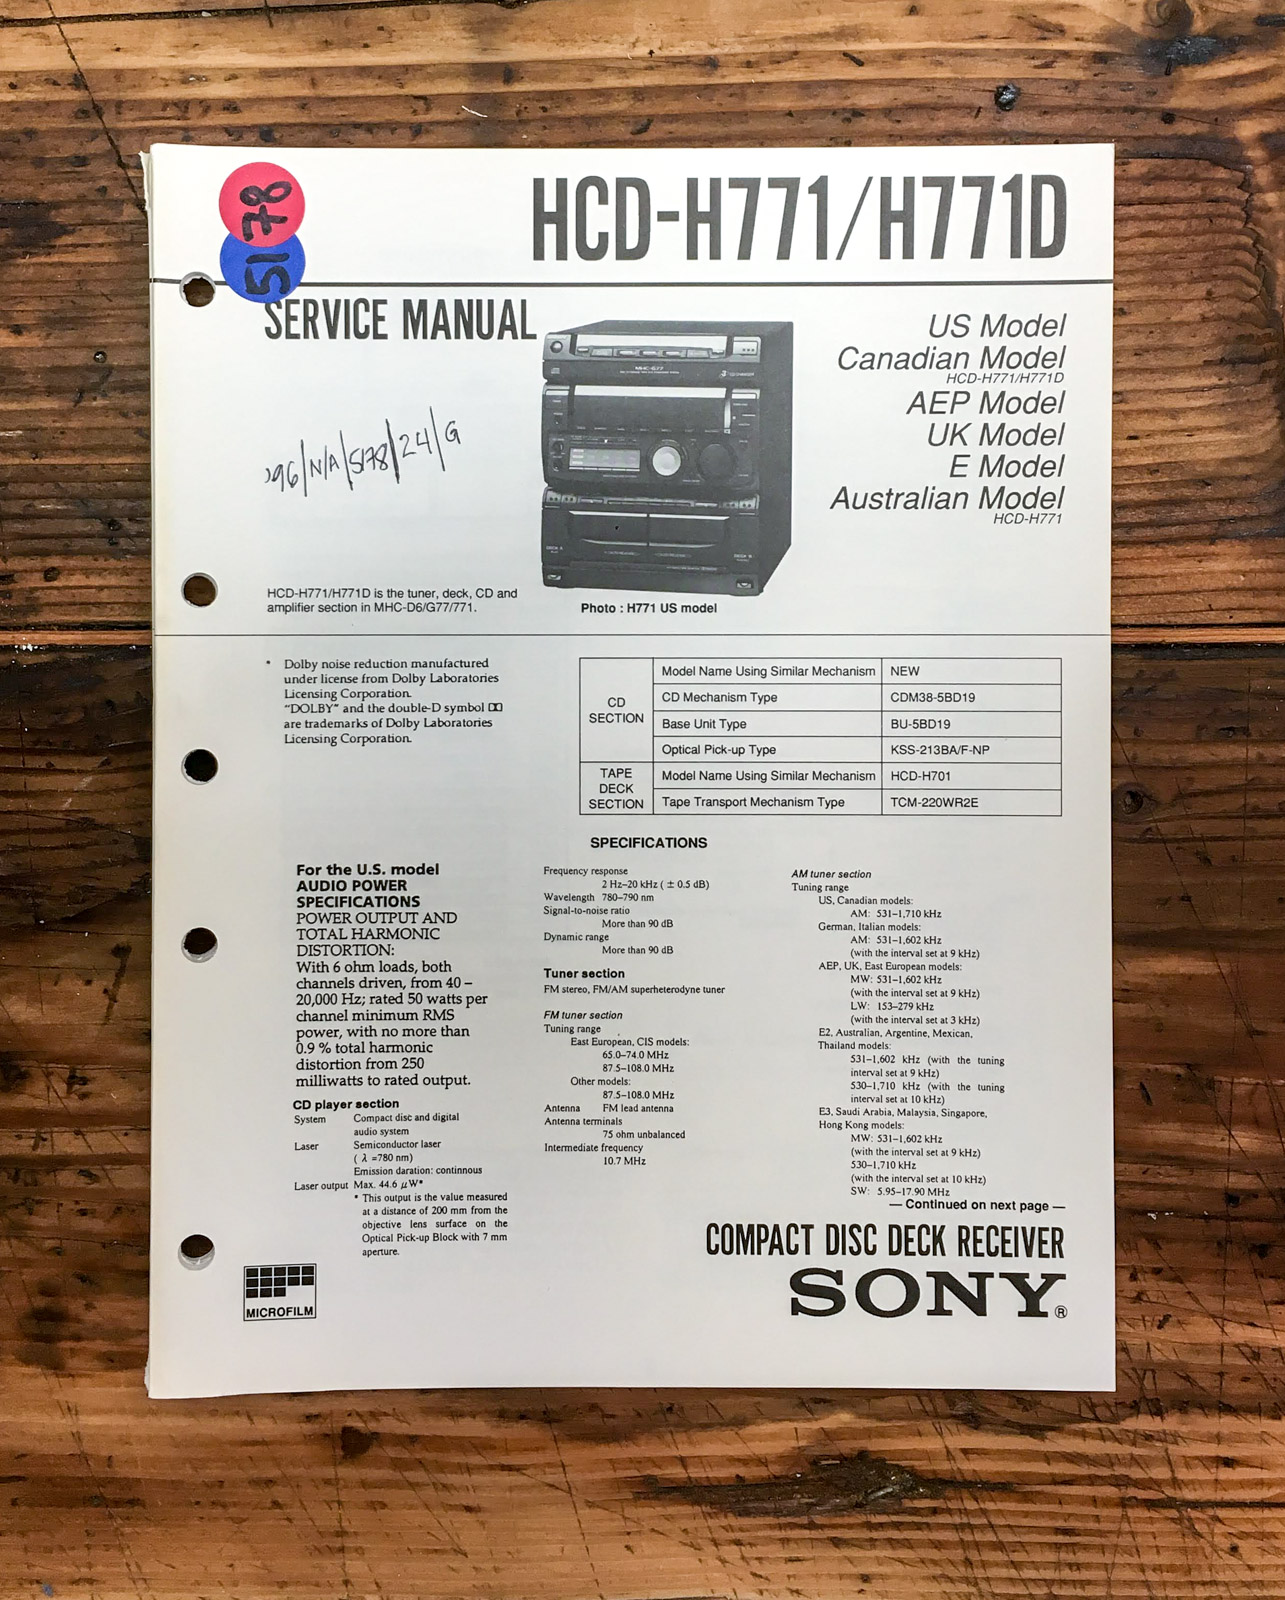 51 78
HCD-H771/H771D
SERVICE MANUAL
US Model
Canadian Model
HCD-H771/H771D
AEP Model
UK Model
E Model
Australian Model
HCD-H771
'96/N/A/5178/24/G
MHC-G77
DECK A
DECK B
HCD-H771/H771D is the tuner, deck, CD and
amplifier section in MHC-D6/G77/771.
Photo : H771 US model
* Dolby noise reduction manufactured
under license from Dolby Laboratories
Licensing Corporation.
"DOLBY" and the double-D symbol
are trademarks of Dolby Laboratories
Licensing Corporation.
CD SECTION
Model Name Using Similar Mechanism NEW
CD Mechanism Type CDM38-5BD19
Base Unit Type BU-5BD19
Optical Pick-up Type KSS-213BA/F-NP
TAPE DECK SECTION
Model Name Using Similar Mechanism HCD-H701
Tape Transport Mechanism Type TCM-220WR2E
SPECIFICATIONS
For the U.S. model
AUDIO POWER
SPECIFICATIONS
POWER OUTPUT AND
TOTAL HARMONIC
DISTORTION:
With 6 ohm loads, both
channels driven, from 40 –
20,000 Hz; rated 50 watts per
channel minimum RMS
power, with no more than
0.9 % total harmonic
distortion from 250
milliwatts to rated output.
CD player section
System Compact disc and digital
audio system
Laser Semiconductor laser
( λ =780 nm)
Emission daration: continnous
Laser output Max. 44.6 μW*
* This output is the value measured
at a distance of 200 mm from the
objective lens surface on the
Optical Pick-up Block with 7 mm
aperture.
Frequency response
2 Hz–20 kHz ( ± 0.5 dB)
Wavelength 780–790 nm
Signal-to-noise ratio
More than 90 dB
Dynamic range
More than 90 dB
Tuner section
FM stereo, FM/AM superheterodyne tuner
FM tuner section
Tuning range
East European, CIS models:
65.0–74.0 MHz
87.5–108.0 MHz
Other models:
87.5–108.0 MHz
Antenna FM lead antenna
Antenna terminals
75 ohm unbalanced
Intermediate frequency
10.7 MHz
AM tuner section
Tuning range
US, Canadian models:
AM: 531–1,710 kHz
German, Italian models:
AM: 531–1,602 kHz
(with the interval set at 9 kHz)
AEP, UK, East European models:
MW: 531–1,602 kHz
(with the interval set at 9 kHz)
LW: 153–279 kHz
(with the interval set at 3 kHz)
E2, Australian, Argentine, Mexican,
Thailand models:
531–1,602 kHz (with the tuning
interval set at 9 kHz)
530–1,710 kHz (with the tuning
interval set at 10 kHz)
E3, Saudi Arabia, Malaysia, Singapore,
Hong Kong models:
MW: 531–1,602 kHz
(with the interval set at 9 kHz)
530–1,710 kHz
(with the interval set at 10 kHz)
SW: 5.95–17.90 MHz
— Continued on next page —
COMPACT DISC DECK RECEIVER
SONY®
MICROFILM